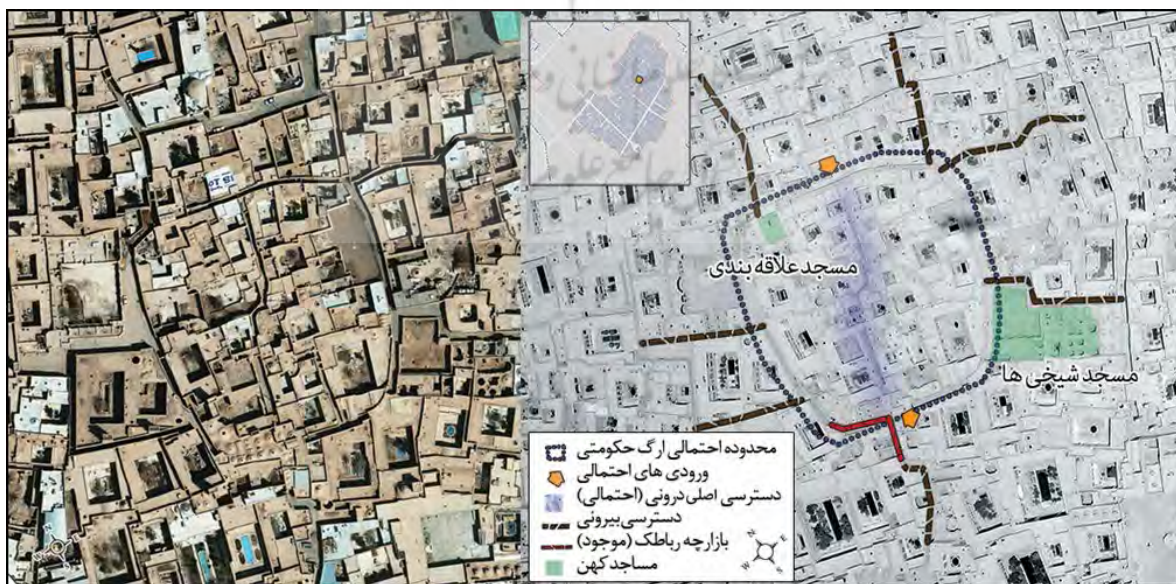 مسجد علاقه بندی
مسجد شیخی ها
محدوده احتمالی ارگ حکومتی
ورودی های احتمالی
دسترسی اصلی درونی (احتمالی)
دسترسی بیرونی
بازارچه رباطک (موجود)
مساجد کهن
N
E
W
S